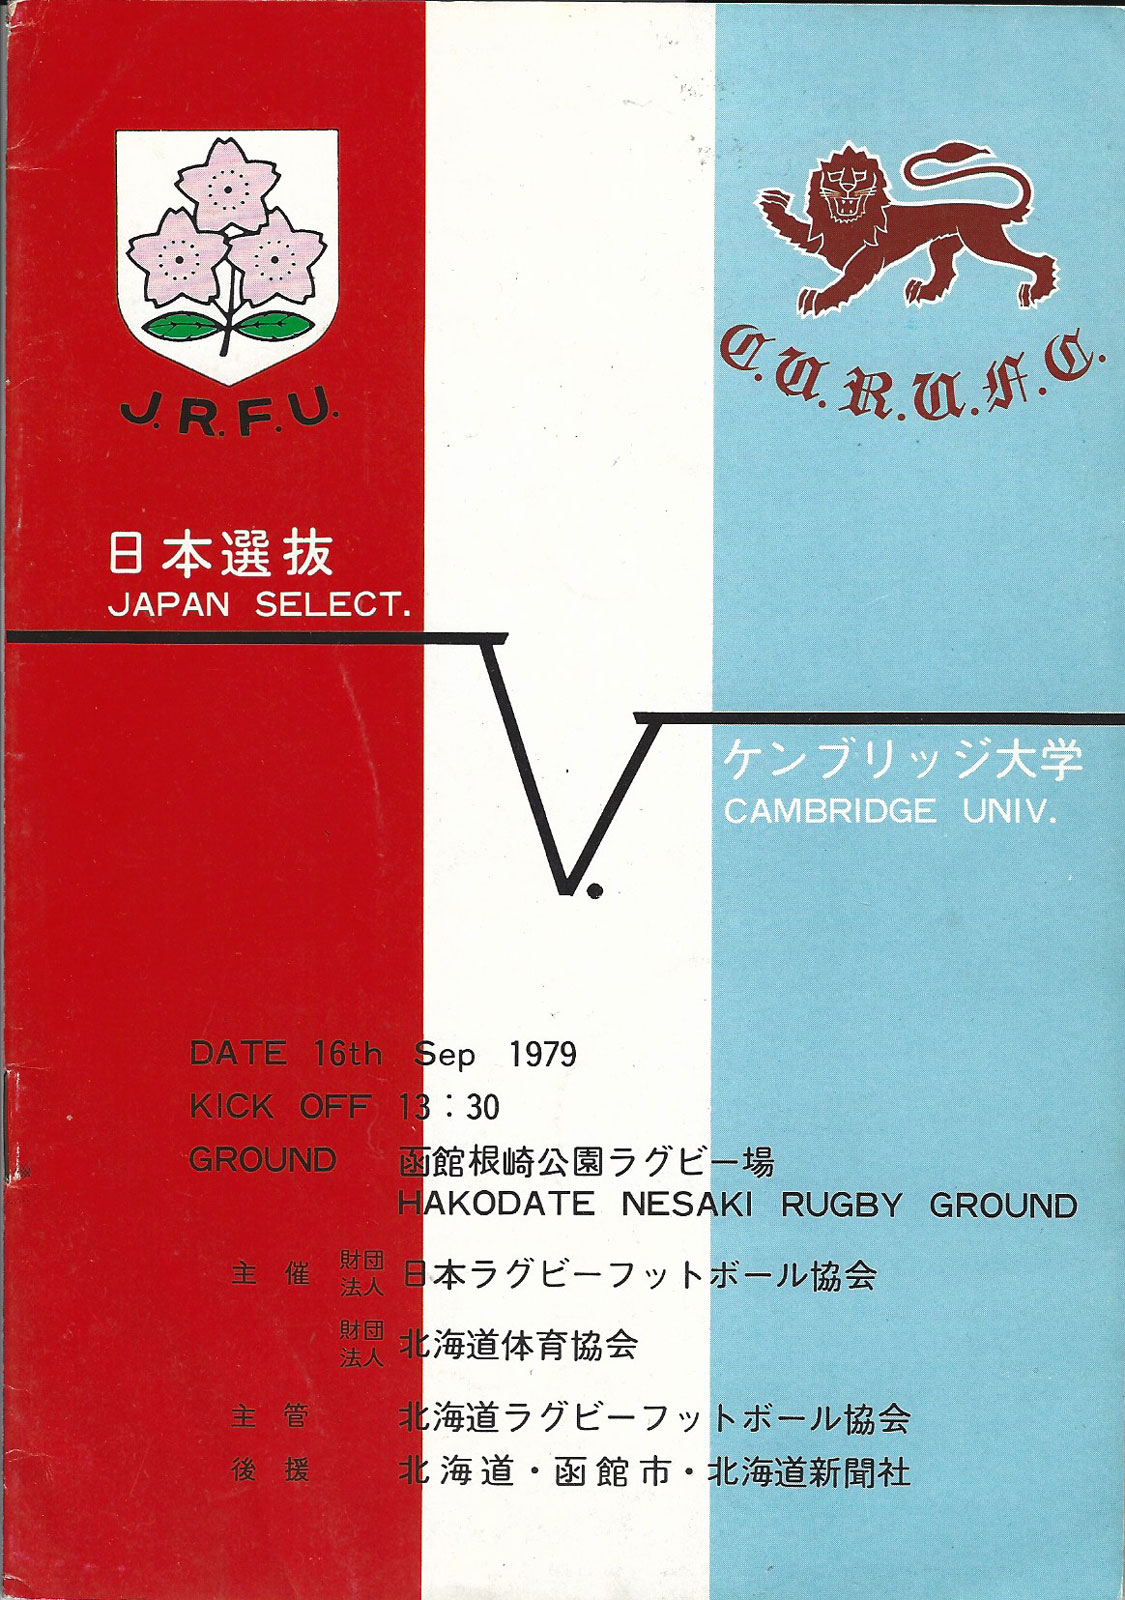 J.R.F.U.
C.U.R.U.F.C.
日本選抜
JAPAN SELECT.
V.
ケンブリッジ大学
CAMBRIDGE UNIV.
DATE 16th Sep 1979
KICK OFF 13:30
GROUND 函館根崎公園ラグビー場
HAKODATE NESAKI RUGBY GROUND
主催 財団法人 日本ラグビーフットボール協会
財団法人 北海道体育協会
主管 北海道ラグビーフットボール協会
後援 北海道・函館市・北海道新聞社